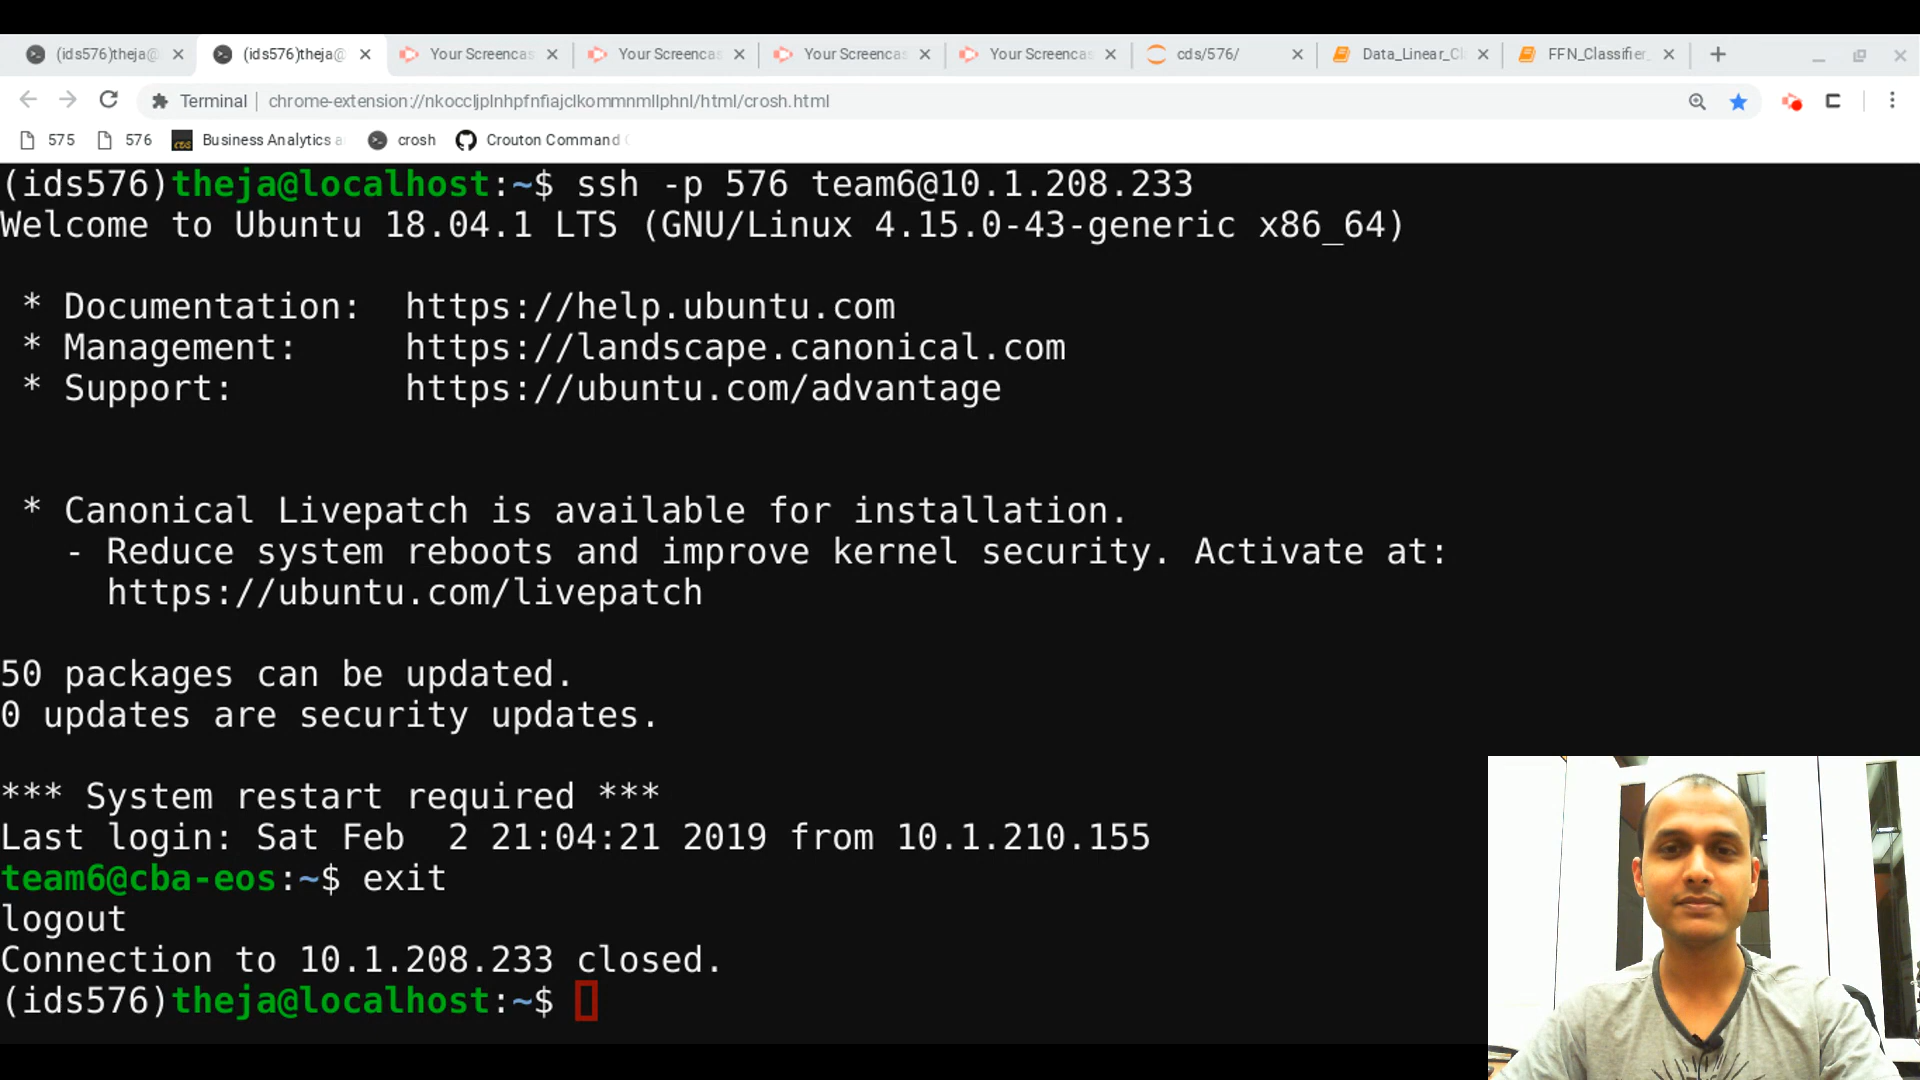 (ids576)theja@ (ids576)theja@ Your Screencas Your Screencas Your Screencas Your Screencas cds/576/ Data_Linear_Cl FFN_Classifier_
Terminal chrome-extension://nkoccljplnhpfnfiajclkommnmllphnl/html/crosh.html
575 576 Business Analytics a crosh Crouton Command
(ids576)theja@localhost:~$ ssh -p 576 team6@10.1.208.233
Welcome to Ubuntu 18.04.1 LTS (GNU/Linux 4.15.0-43-generic x86_64)
* Documentation: https://help.ubuntu.com
* Management: https://landscape.canonical.com
* Support: https://ubuntu.com/advantage
* Canonical Livepatch is available for installation.
- Reduce system reboots and improve kernel security. Activate at:
https://ubuntu.com/livepatch
50 packages can be updated.
0 updates are security updates.
*** System restart required ***
Last login: Sat Feb 2 21:04:21 2019 from 10.1.210.155
team6@cba-eos:~$ exit
logout
Connection to 10.1.208.233 closed.
(ids576)theja@localhost:~$